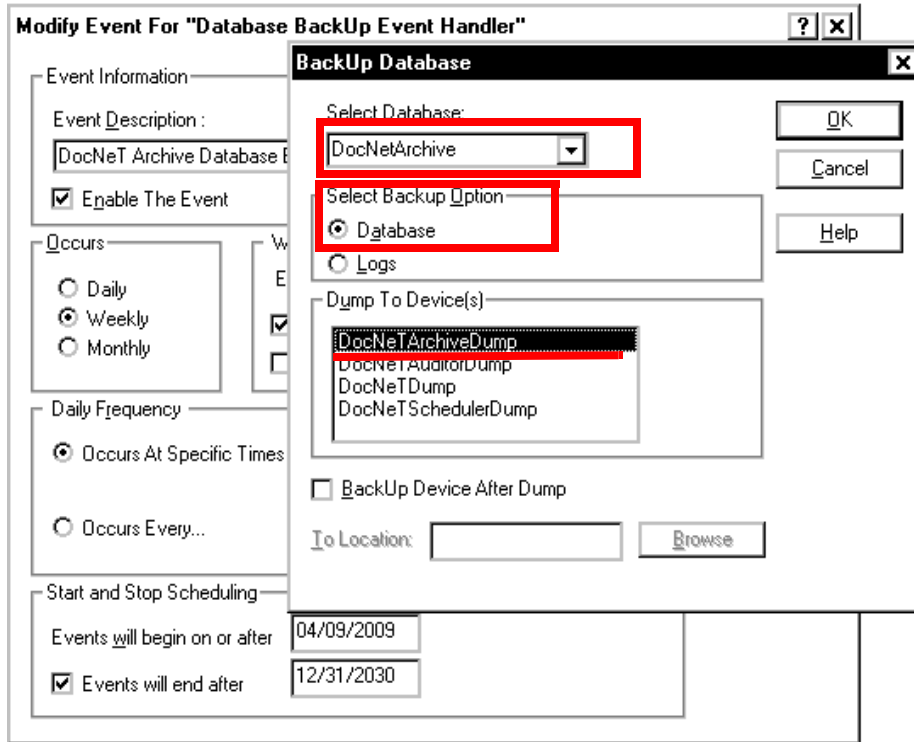 Modify Event For "Database BackUp Event Handler"
Event Information
Event Description :
DocNeT Archive Database
Enable The Event
Occurs
Daily
Weekly
Monthly
Daily Frequency
Occurs At Specific Times
Occurs Every...
Start and Stop Scheduling
Events will begin on or after
04/09/2009
Events will end after
12/31/2030
BackUp Database
Select Database:
DocNetArchive
Select Backup Option
Database
Logs
Dump To Device(s)
DocNeTArchiveDump
DocNeTAuditorDump
DocNeTDump
DocNeTSchedulerDump
BackUp Device After Dump
To Location:
Browse
OK
Cancel
Help